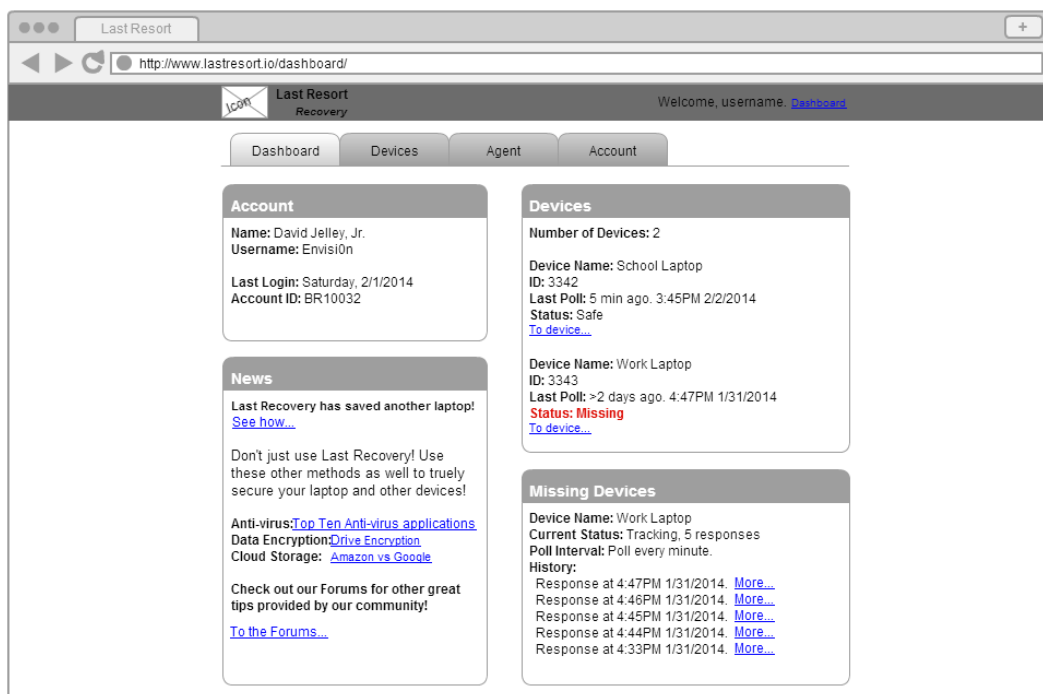 Last Resort
+
http://www.lastresort.io/dashboard/
Icon
Last Resort
Recovery
Welcome, username. Dashboard
Dashboard
Devices
Agent
Account
Account
Name: David Jelley, Jr.
Username: Envisi0n
Last Login: Saturday, 2/1/2014
Account ID: BR10032
News
Last Recovery has saved another laptop!
See how...
Don't just use Last Recovery! Use
these other methods as well to truely
secure your laptop and other devices!
Anti-virus:Top Ten Anti-virus applications
Data Encryption:Drive Encryption
Cloud Storage: Amazon vs Google
Check out our Forums for other great
tips provided by our community!
To the Forums...
Devices
Number of Devices: 2
Device Name: School Laptop
ID: 3342
Last Poll: 5 min ago. 3:45PM 2/2/2014
Status: Safe
To device...
Device Name: Work Laptop
ID: 3343
Last Poll: >2 days ago. 4:47PM 1/31/2014
Status: Missing
To device...
Missing Devices
Device Name: Work Laptop
Current Status: Tracking, 5 responses
Poll Interval: Poll every minute.
History:
Response at 4:47PM 1/31/2014. More...
Response at 4:46PM 1/31/2014. More...
Response at 4:45PM 1/31/2014. More...
Response at 4:44PM 1/31/2014. More...
Response at 4:33PM 1/31/2014. More...